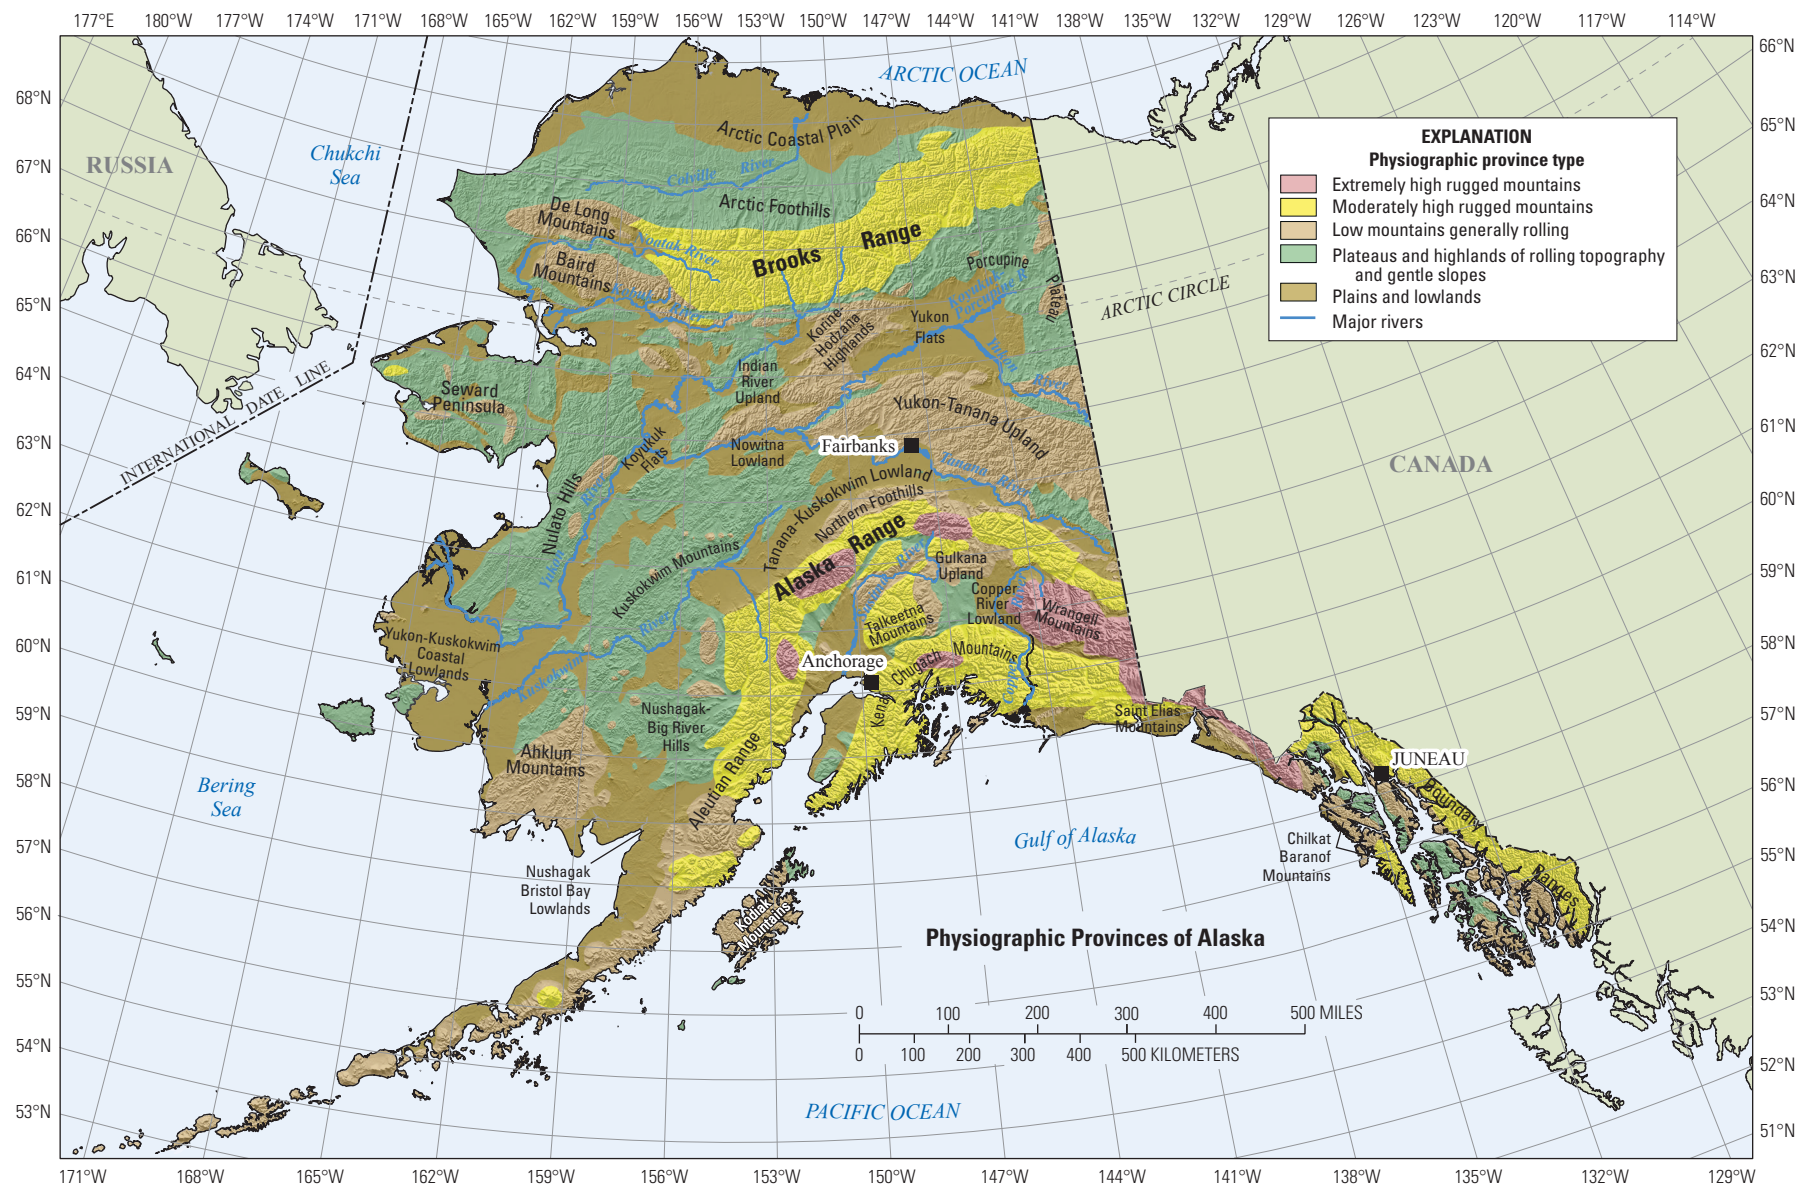 177°E 180°W 177°W 174°W 171°W 168°W 165°W 162°W 159°W 156°W 153°W 150°W 147°W 144°W 141°W 138°W 135°W 132°W 129°W 126°W 123°W 120°W 117°W 114°W
68°N
67°N
66°N
65°N
64°N
63°N
62°N
61°N
60°N
59°N
58°N
57°N
56°N
55°N
54°N
53°N
66°N
65°N
64°N
63°N
62°N
61°N
60°N
59°N
58°N
57°N
56°N
55°N
54°N
53°N
52°N
51°N
171°W 168°W 165°W 162°W 159°W 156°W 153°W 150°W 147°W 144°W 141°W 138°W 135°W 132°W 129°W
ARCTIC OCEAN
RUSSIA
Chukchi
Sea
INTERNATIONAL DATE LINE
EXPLANATION
Physiographic province type
Extremely high rugged mountains
Moderately high rugged mountains
Low mountains generally rolling
Plateaus and highlands of rolling topography
and gentle slopes
Plains and lowlands
Major rivers
Arctic Coastal Plain
Colville River
Arctic Foothills
De Long
Mountains
Noatak River
Baird
Mountains
Kobuk River
Brooks Range
Porcupine
Plateau
Koyukuk
Porcupine R
ARCTIC CIRCLE
Korine-
Hodzana
Highlands
Yukon
Flats
Yukon River
Indian
River
Upland
Seward
Peninsula
Yukon-Tanana Upland
Koyukuk
Flats
Nowitna
Lowland
Fairbanks
Tanana River
CANADA
Nulato Hills
Yukon River
Tanana-Kuskokwim Lowland
Northern Foothills
Alaska Range
Kuskokwim Mountains
Susitna River
Gulkana
Upland
Copper
River
Lowland
River
Wrangell
Mountains
Talkeetna
Mountains
Yukon-Kuskokwim
Coastal
Lowlands
Kuskokwim River
Anchorage
Chugach Mountains
Copper
Kenai
Saint Elias
Mountains
Nushagak-
Big River
Hills
Ahklun
Mountains
Aleutian Range
JUNEAU
Boundary Ranges
Bering
Sea
Gulf of Alaska
Chilkat
Baranof
Mountains
Nushagak
Bristol Bay
Lowlands
Kodiak
Mountains
Physiographic Provinces of Alaska
0 100 200 300 400 500 MILES
0 100 200 300 400 500 KILOMETERS
PACIFIC OCEAN